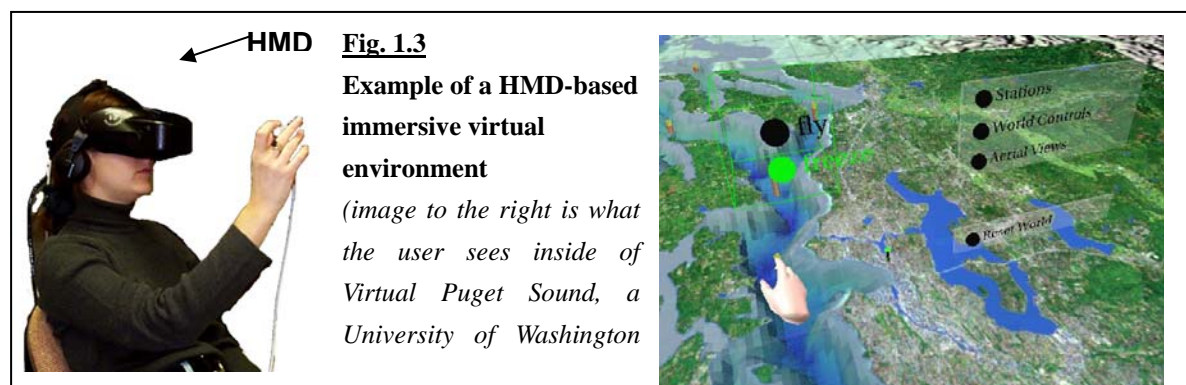 HMD
Fig. 1.3
Example of a HMD-based
immersive virtual
environment
(image to the right is what
the user sees inside of
Virtual Puget Sound, a
University of Washington
fly
Stations
World Controls
Aerial Views
Reset World